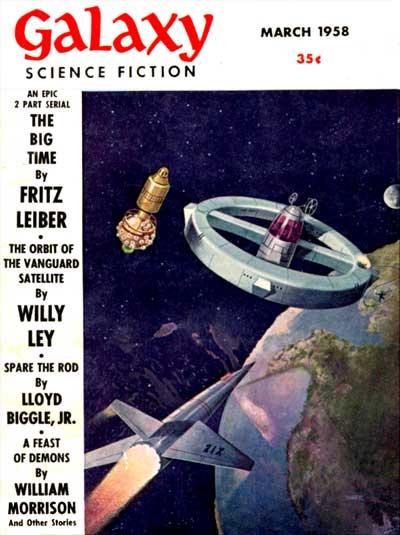 GaLaxy
SCIENCE FICTION
MARCH 1958
35¢
AN EPIC
2 PART SERIAL
THE
BIG
TIME
By
FRITZ
LEIBER
•
THE ORBIT OF
THE VANGUARD
SATELLITE
By
WILLY
LEY
•
SPARE THE ROD
By
LLOYD
BIGGLE, JR.
•
A FEAST
OF DEMONS
By
WILLIAM
MORRISON
And Other Stories
ZIX